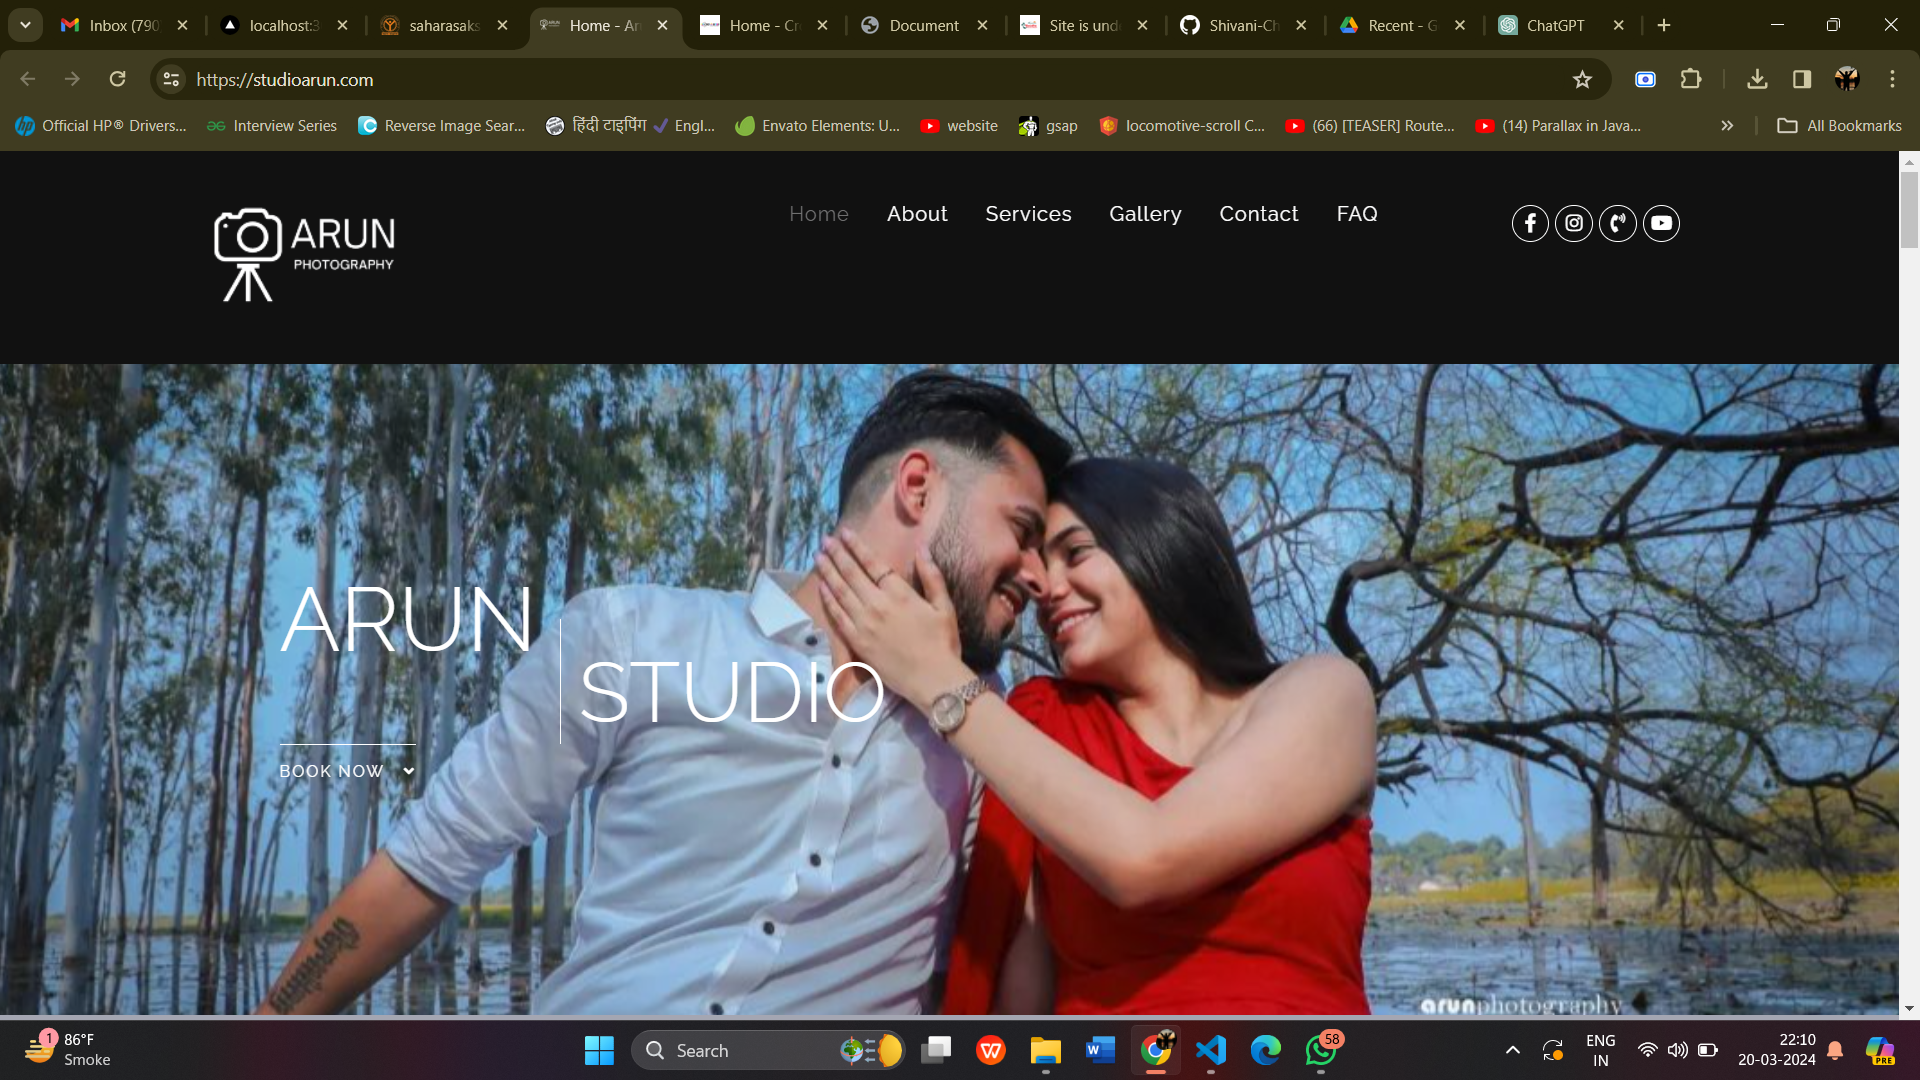 Inbox (790
localhost:3
saharasaks
Home - Aru
Home - Cr
Document
Site is und
Shivani-Ch
Recent - G
ChatGPT
https://studioarun.com
Official HP® Drivers...
Interview Series
Reverse Image Sear...
हिंदी टाइपिंग ✔ Engl...
Envato Elements: U...
website
gsap
locomotive-scroll C...
(66) [TEASER] Route...
(14) Parallax in Java...
All Bookmarks
ARUN
PHOTOGRAPHY
Home
About
Services
Gallery
Contact
FAQ
ARUN
STUDIO
BOOK NOW
arunphotography
1
86°F
Smoke
Search
58
ENG
IN
22:10
20-03-2024
PRE